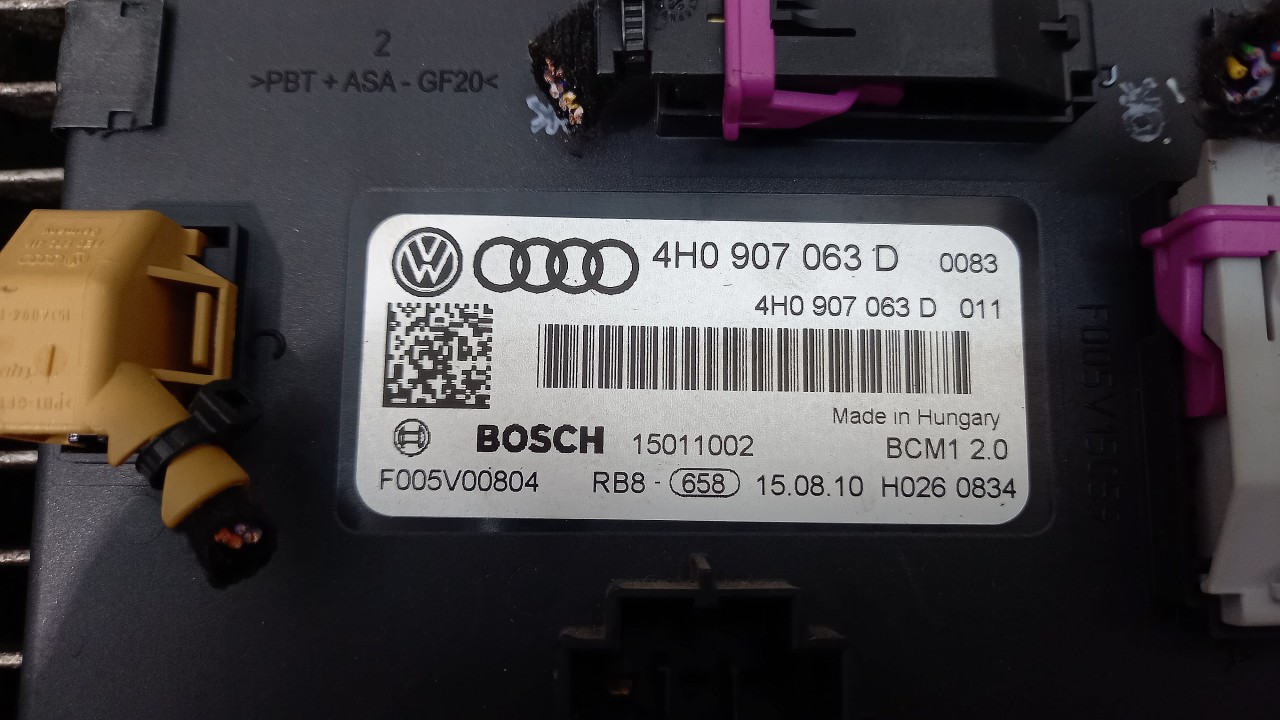 2
>PBT + ASA - GF20<
4H0 907 063 D 0083
4H0 907 063 D 011
Made in Hungary
BOSCH 15011002 BCM1 2.0
F005V00804 RB8 - 658 15.08.10 H026 0834